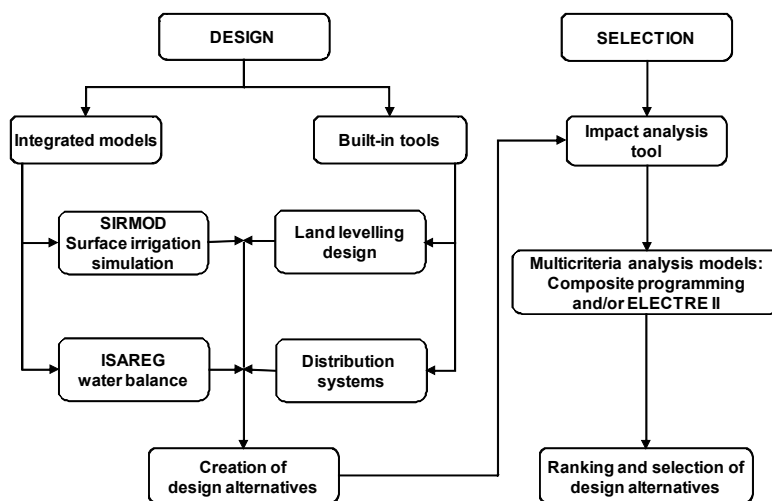 DESIGN
SELECTION
Integrated models
Built-in tools
Impact analysis
tool
SIRMOD
Surface irrigation
simulation
Land levelling
design
Multicriteria analysis models:
Composite programming
and/or ELECTRE II
ISAREG
water balance
Distribution
systems
Creation of
design alternatives
Ranking and selection of
design alternatives